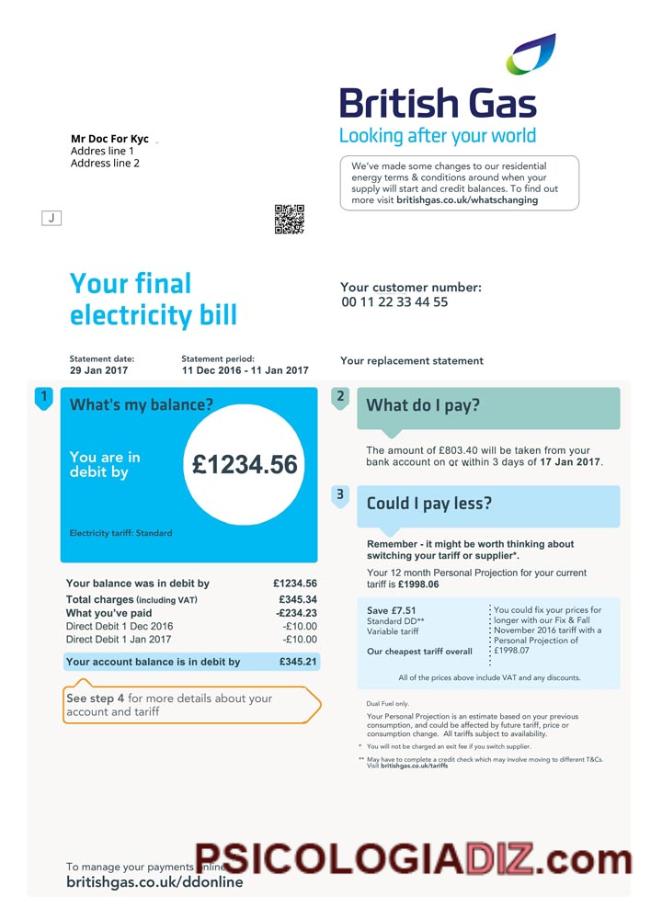 British Gas
Looking after your world
Mr Doc For Kyc
Addres line 1
Address line 2
We've made some changes to our residential
energy terms & conditions around when your
supply will start and credit balances. To find out
more visit britishgas.co.uk/whatschanging
J
Your final
electricity bill
Your customer number:
00 11 22 33 44 55
Statement date:
29 Jan 2017
Statement period:
11 Dec 2016 - 11 Jan 2017
Your replacement statement
1
What's my balance?
You are in
debit by
£1234.56
Electricity tariff: Standard
Your balance was in debit by £1234.56
Total charges (including VAT) £345.34
What you've paid -£234.23
Direct Debit 1 Dec 2016 -£10.00
Direct Debit 1 Jan 2017 -£10.00
Your account balance is in debit by £345.21
See step 4 for more details about your
account and tariff
2
What do I pay?
The amount of £803.40 will be taken from your
bank account on or within 3 days of 17 Jan 2017.
3
Could I pay less?
Remember - it might be worth thinking about
switching your tariff or supplier*.
Your 12 month Personal Projection for your current
tariff is £1998.06
Save £7.51
Standard DD**
Variable tariff
Our cheapest tariff overall
You could fix your prices for
longer with our Fix & Fall
November 2016 tariff with a
Personal Projection of
£1998.07
All of the prices above include VAT and any discounts.
Dual Fuel only.
Your Personal Projection is an estimate based on your previous
consumption, and could be affected by future tariff, price or
consumption change. All tariffs subject to availability.
* You will not be charged an exit fee if you switch supplier.
** May have to complete a credit check which may involve moving to different T&Cs.
Visit britishgas.co.uk/tariffs
To manage your payments online
britishgas.co.uk/ddonline
PSICOLOGIADIZ.com